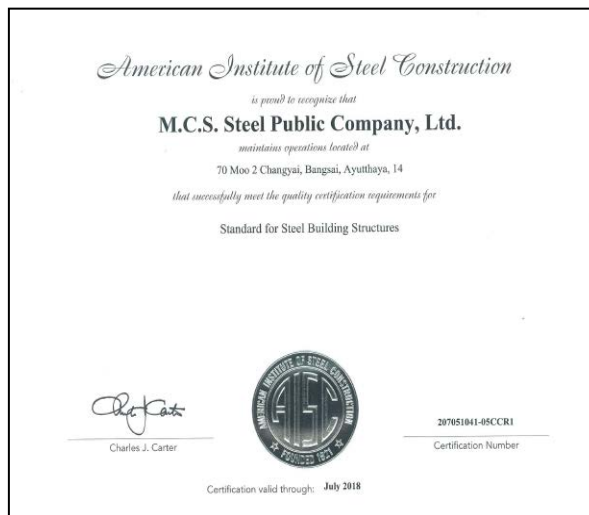 American Institute of Steel Construction
is proud to recognize that
M.C.S. Steel Public Company, Ltd.
maintains operations located at
70 Moo 2 Changyai, Bangsai, Ayutthaya, 14
that successfully meet the quality certification requirements for
Standard for Steel Building Structures
AMERICAN INSTITUTE OF STEEL CONSTRUCTION
AISC
FOUNDED 1921
Charles J. Carter
207051041-05CCR1
Certification Number
Certification valid through: July 2018